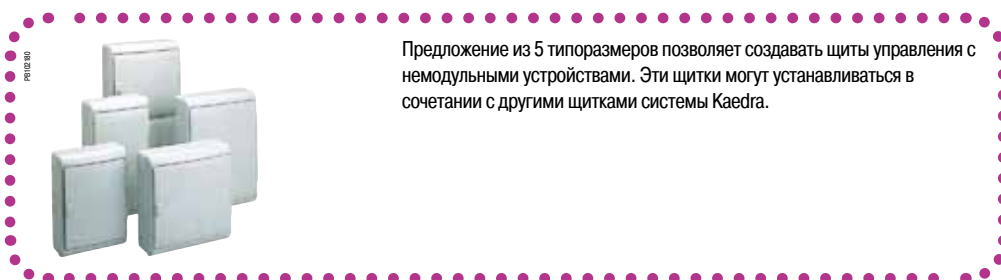 PB102180
Предложение из 5 типоразмеров позволяет создавать щиты управления с
немодульными устройствами. Эти щитки могут устанавливаться в
сочетании с другими щитками системы Kaedra.